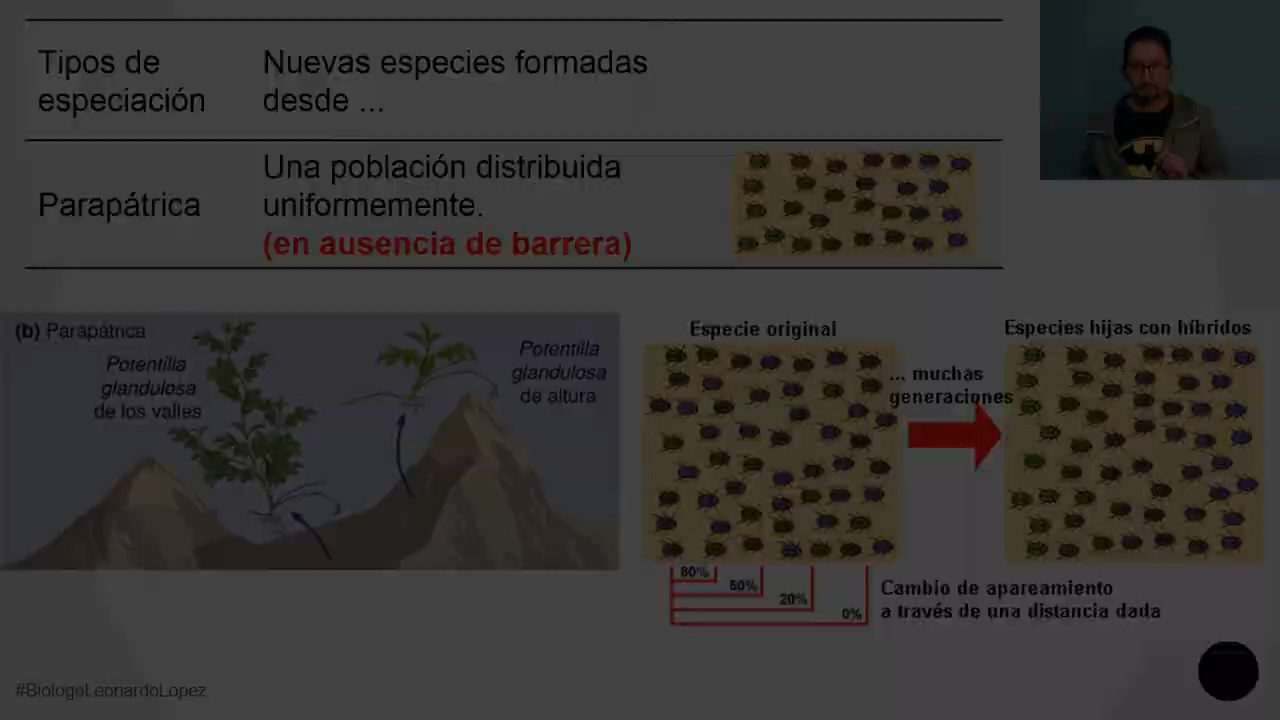 Tipos de
especiación
Nuevas especies formadas
desde ...
Parapátrica
Una población distribuida
uniformemente.
(en ausencia de barrera)
(b) Parapátrica
Potentilla
glandulosa
de los valles
Potentilla
glandulosa
de altura
Especie original
... muchas
generaciones
Especies hijas con híbridos
80%
50%
20%
0%
Cambio de apareamiento
a través de una distancia dada
#BiologoLeonardoLopez